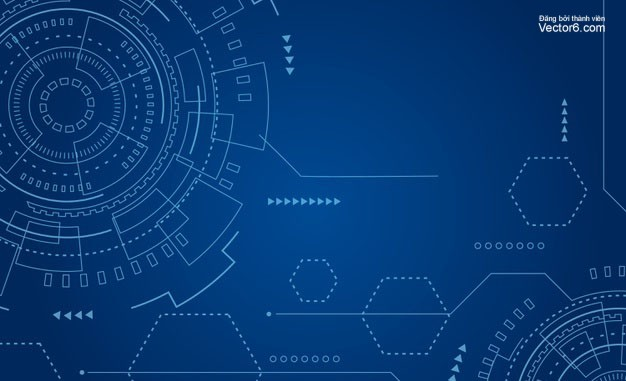 Đăng bởi thành viên
Vector6.com